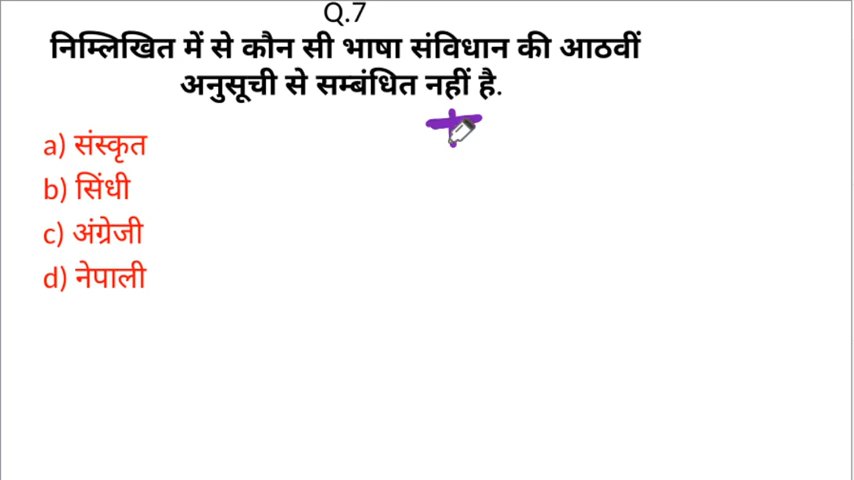 Q.7
निम्लिखित में से कौन सी भाषा संविधान की आठवीं
अनुसूची से सम्बंधित नहीं है.
a) संस्कृत
b) सिंधी
c) अंग्रेजी
d) नेपाली